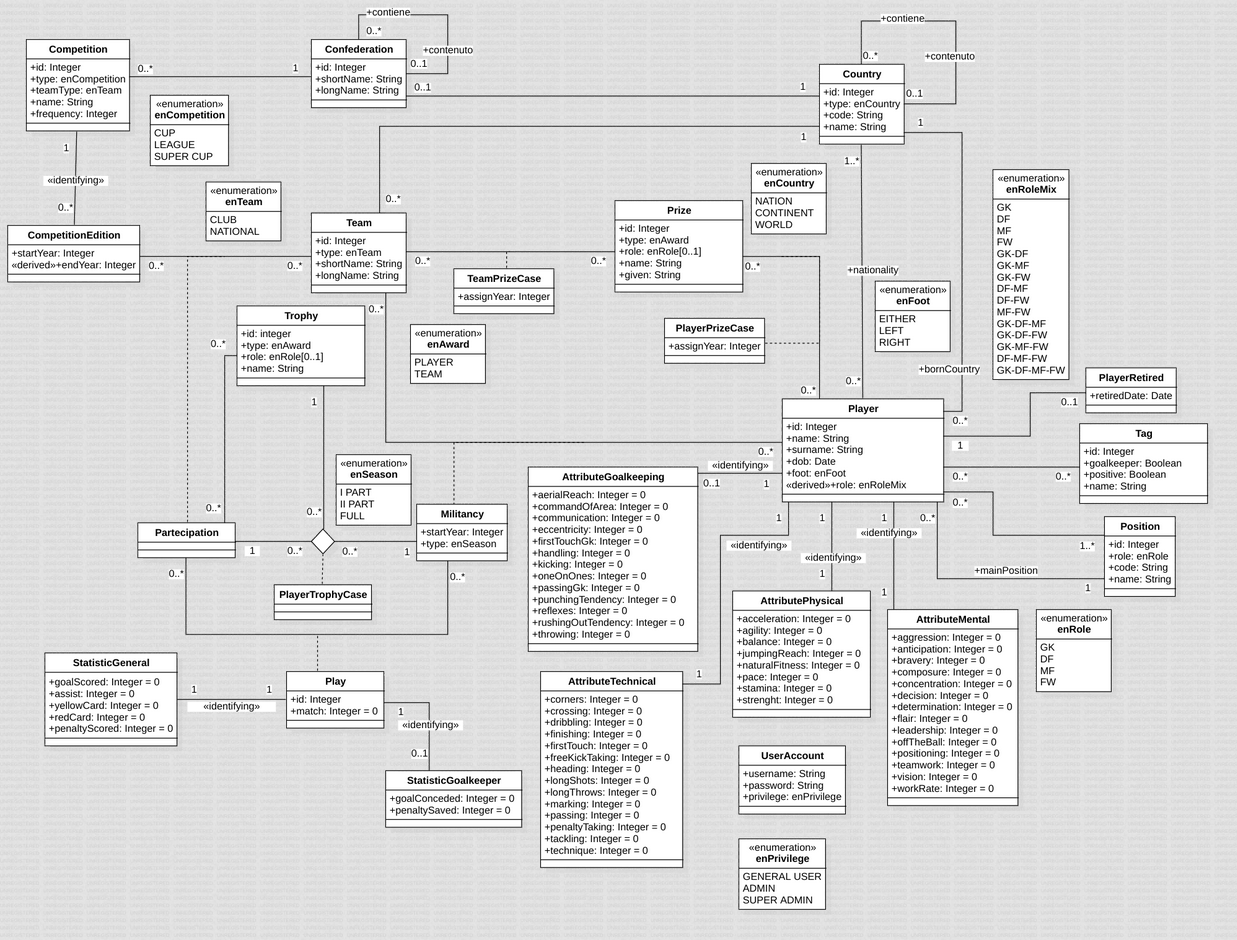 +contiene
0..*
+contenuto
0..1
0..1
+contiene
0..*
+contenuto
0..1
1
1
1
1..*
Competition
+id: Integer
+type: enCompetition
+teamType: enTeam
+name: String
+frequency: Integer
0..*
1
Confederation
+id: Integer
+shortName: String
+longName: String
Country
+id: Integer
+type: enCountry
+code: String
+name: String
«enumeration»
enCompetition
CUP
LEAGUE
SUPER CUP
1
«identifying»
0..*
«enumeration»
enTeam
CLUB
NATIONAL
«enumeration»
enCountry
NATION
CONTINENT
WORLD
«enumeration»
enRoleMix
GK
DF
MF
FW
GK-DF
GK-MF
GK-FW
DF-MF
DF-FW
MF-FW
GK-DF-MF
GK-DF-FW
GK-MF-FW
DF-MF-FW
GK-DF-MF-FW
CompetitionEdition
+startYear: Integer
«derived»+endYear: Integer
0..*
0..*
0..*
Team
+id: Integer
+type: enTeam
+shortName: String
+longName: String
0..*
0..*
0..*
Prize
+id: Integer
+type: enAward
+role: enRole[0..1]
+name: String
+given: String
0..*
TeamPrizeCase
+assignYear: Integer
+nationality
«enumeration»
enFoot
EITHER
LEFT
RIGHT
Trophy
+id: integer
+type: enAward
+role: enRole[0..1]
+name: String
0..*
1
«enumeration»
enAward
PLAYER
TEAM
PlayerPrizeCase
+assignYear: Integer
0..*
0..*
+bornCountry
0..*
PlayerRetired
+retiredDate: Date
0..1
1
Player
+id: Integer
+name: String
+surname: String
+dob: Date
+foot: enFoot
«derived»+role: enRoleMix
0..*
Tag
+id: Integer
+goalkeeper: Boolean
+positive: Boolean
+name: String
0..*
0..*
«enumeration»
enSeason
I PART
II PART
FULL
AttributeGoalkeeping
+aerialReach: Integer = 0
+commandOfArea: Integer = 0
+communication: Integer = 0
+eccentricity: Integer = 0
+firstTouchGk: Integer = 0
+handling: Integer = 0
+kicking: Integer = 0
+oneOnOnes: Integer = 0
+passingGk: Integer = 0
+punchingTendency: Integer = 0
+reflexes: Integer = 0
+rushingOutTendency: Integer = 0
+throwing: Integer = 0
«identifying»
0..1
1
0..*
1..*
Position
+id: Integer
+role: enRole
+code: String
+name: String
0..*
+mainPosition
1
0..*
0..*
Partecipation
1
0..*
0..*
1
Militancy
+startYear: Integer
+type: enSeason
0..*
0..*
PlayerTrophyCase
1
«identifying»
1
1
«identifying»
1
1
«identifying»
1
AttributePhysical
+acceleration: Integer = 0
+agility: Integer = 0
+balance: Integer = 0
+jumpingReach: Integer = 0
+naturalFitness: Integer = 0
+pace: Integer = 0
+stamina: Integer = 0
+strenght: Integer = 0
AttributeMental
+aggression: Integer = 0
+anticipation: Integer = 0
+bravery: Integer = 0
+composure: Integer = 0
+concentration: Integer = 0
+decision: Integer = 0
+determination: Integer = 0
+flair: Integer = 0
+leadership: Integer = 0
+offTheBall: Integer = 0
+positioning: Integer = 0
+teamwork: Integer = 0
+vision: Integer = 0
+workRate: Integer = 0
«enumeration»
enRole
GK
DF
MF
FW
StatisticGeneral
+goalScored: Integer = 0
+assist: Integer = 0
+yellowCard: Integer = 0
+redCard: Integer = 0
+penaltyScored: Integer = 0
1
1
«identifying»
Play
+id: Integer
+match: Integer = 0
1
«identifying»
0..1
StatisticGoalkeeper
+goalConceded: Integer = 0
+penaltySaved: Integer = 0
AttributeTechnical
+corners: Integer = 0
+crossing: Integer = 0
+dribbling: Integer = 0
+finishing: Integer = 0
+firstTouch: Integer = 0
+freeKickTaking: Integer = 0
+heading: Integer = 0
+longShots: Integer = 0
+longThrows: Integer = 0
+marking: Integer = 0
+passing: Integer = 0
+penaltyTaking: Integer = 0
+tackling: Integer = 0
+technique: Integer = 0
UserAccount
+username: String
+password: String
+privilege: enPrivilege
«enumeration»
enPrivilege
GENERAL USER
ADMIN
SUPER ADMIN